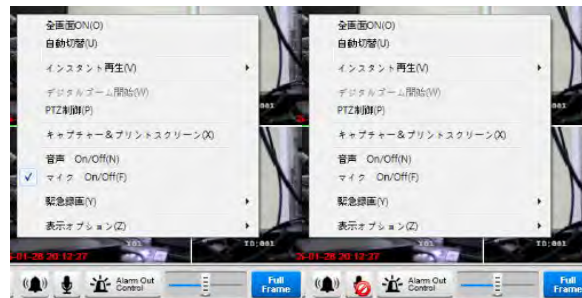 全画面ON(O)
自動切替(U)
インスタント再生(V)
デジタルズーム開始(W)
PTZ制御(P)
キャプチャー&プリントスクリーン(X)
音声 On/Off(N)
マイク On/Off(F)
緊急録画(Y)
表示オプション(Z)
-01-26 20:12:27
Alarm Out
Control
Full
Frame
全画面ON(O)
自動切替(U)
インスタント再生(V)
デジタルズーム開始(W)
PTZ制御(P)
キャプチャー&プリントスクリーン(X)
音声 On/Off(N)
マイク On/Off(F)
緊急録画(Y)
表示オプション(Z)
Alarm Out
Control
Full
Frame